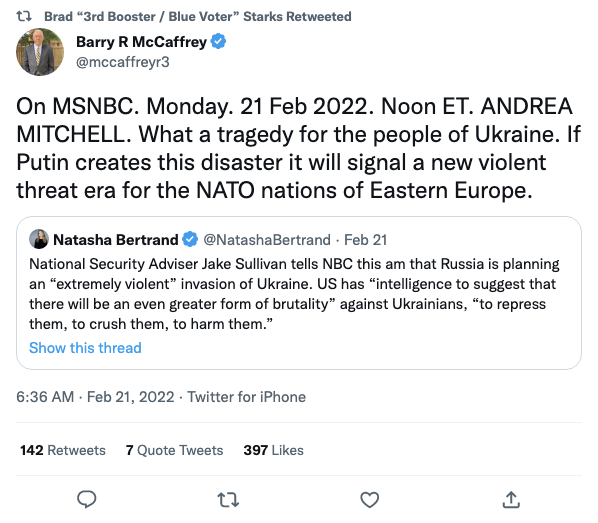 Brad “3rd Booster / Blue Voter” Starks Retweeted
Barry R McCaffrey
@mccaffreyr3
On MSNBC. Monday. 21 Feb 2022. Noon ET. ANDREA
MITCHELL. What a tragedy for the people of Ukraine. If
Putin creates this disaster it will signal a new violent
threat era for the NATO nations of Eastern Europe.
Natasha Bertrand @NatashaBertrand · Feb 21
National Security Adviser Jake Sullivan tells NBC this am that Russia is planning
an “extremely violent” invasion of Ukraine. US has “intelligence to suggest that
there will be an even greater form of brutality” against Ukrainians, “to repress
them, to crush them, to harm them.”
Show this thread
6:36 AM · Feb 21, 2022 · Twitter for iPhone
142 Retweets 7 Quote Tweets 397 Likes